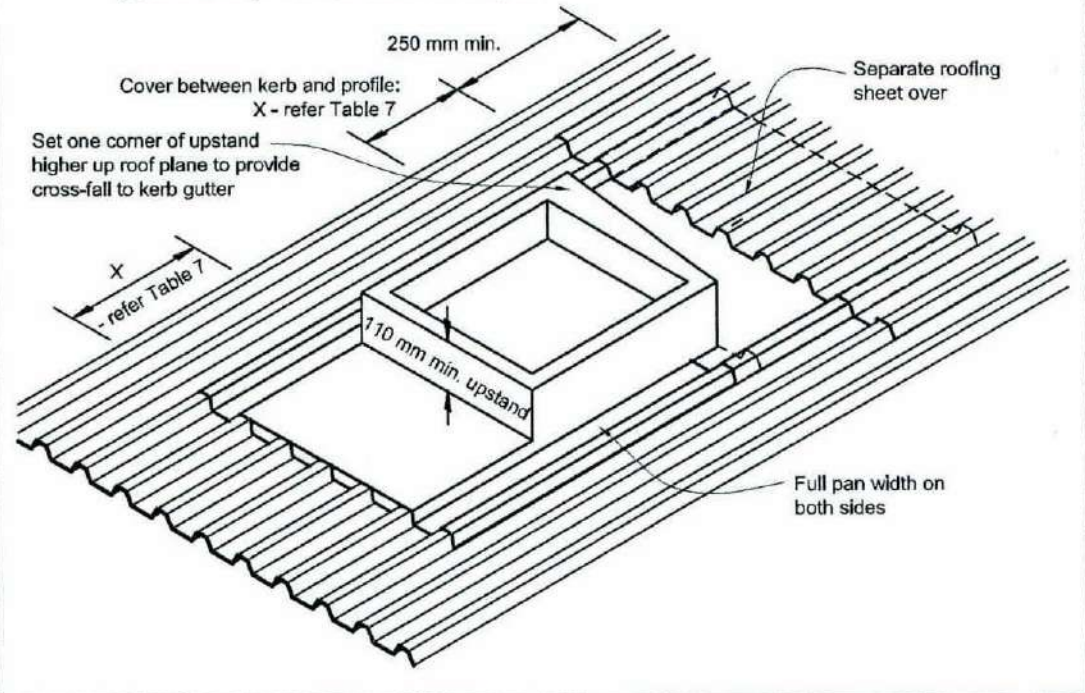 250 mm min.
Cover between kerb and profile:
X - refer Table 7
Separate roofing
sheet over
Set one corner of upstand
higher up roof plane to provide
cross-fall to kerb gutter
X
- refer Table 7
110 mm min. upstand
Full pan width on
both sides